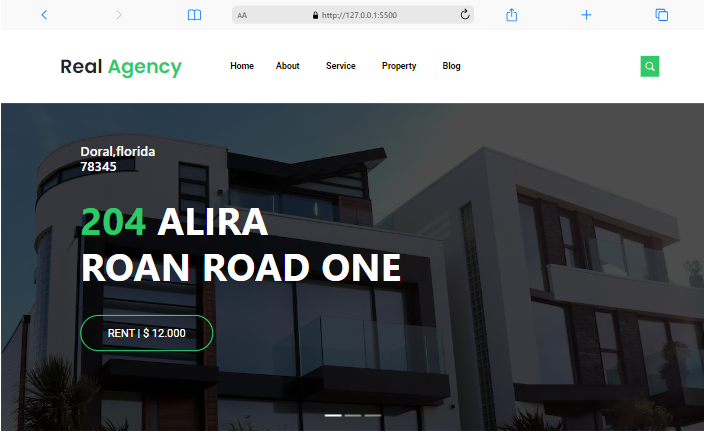 AA http://127.0.0.1:5500
Real Agency Home About Service Property Blog
Doral,florida
78345
204 ALIRA
ROAN ROAD ONE
RENT | $ 12.000